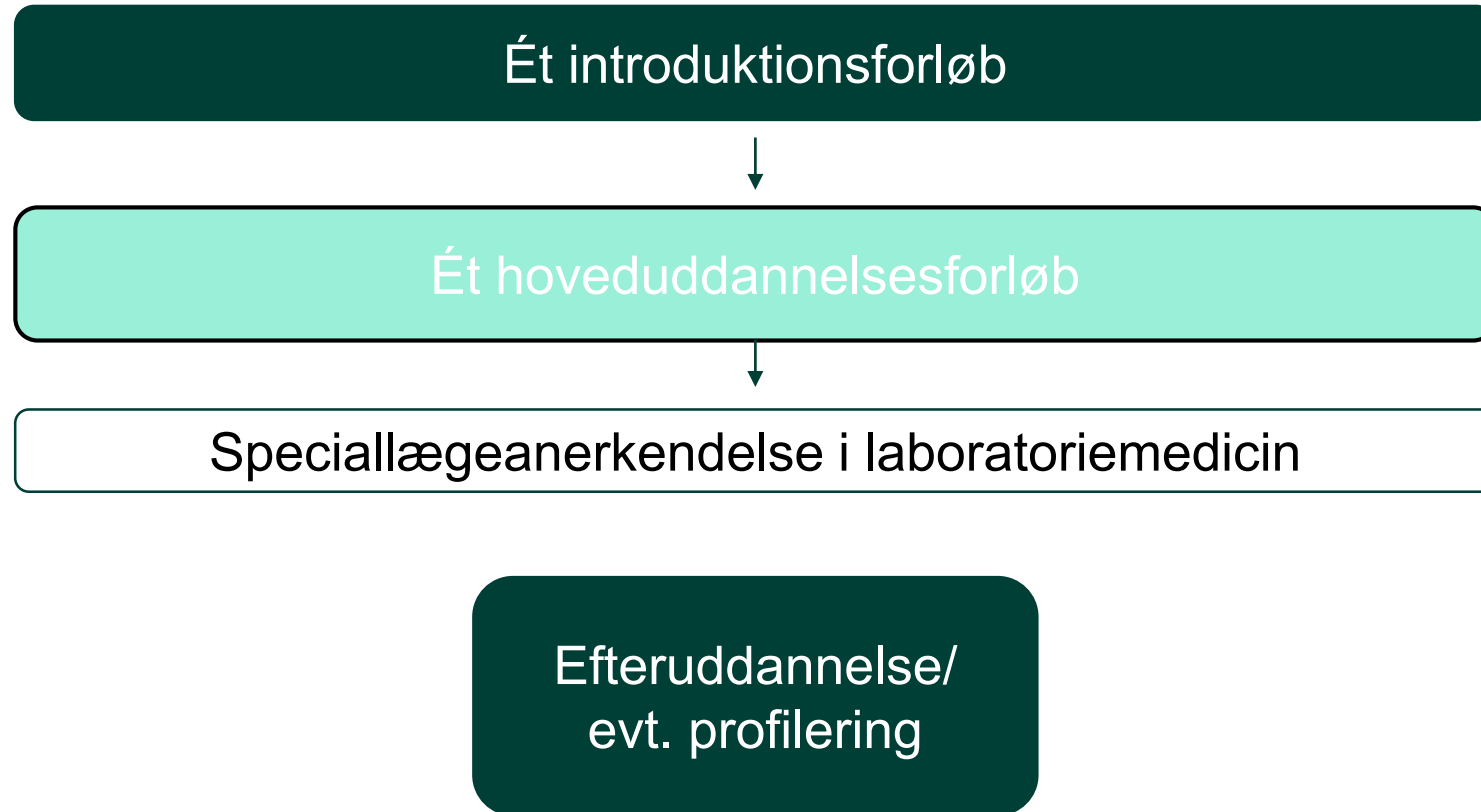 Ét introduktionsforløb
Ét hoveduddannelsesforløb
Speciallægeanerkendelse i laboratoriemedicin
Efteruddannelse/
evt. profilering